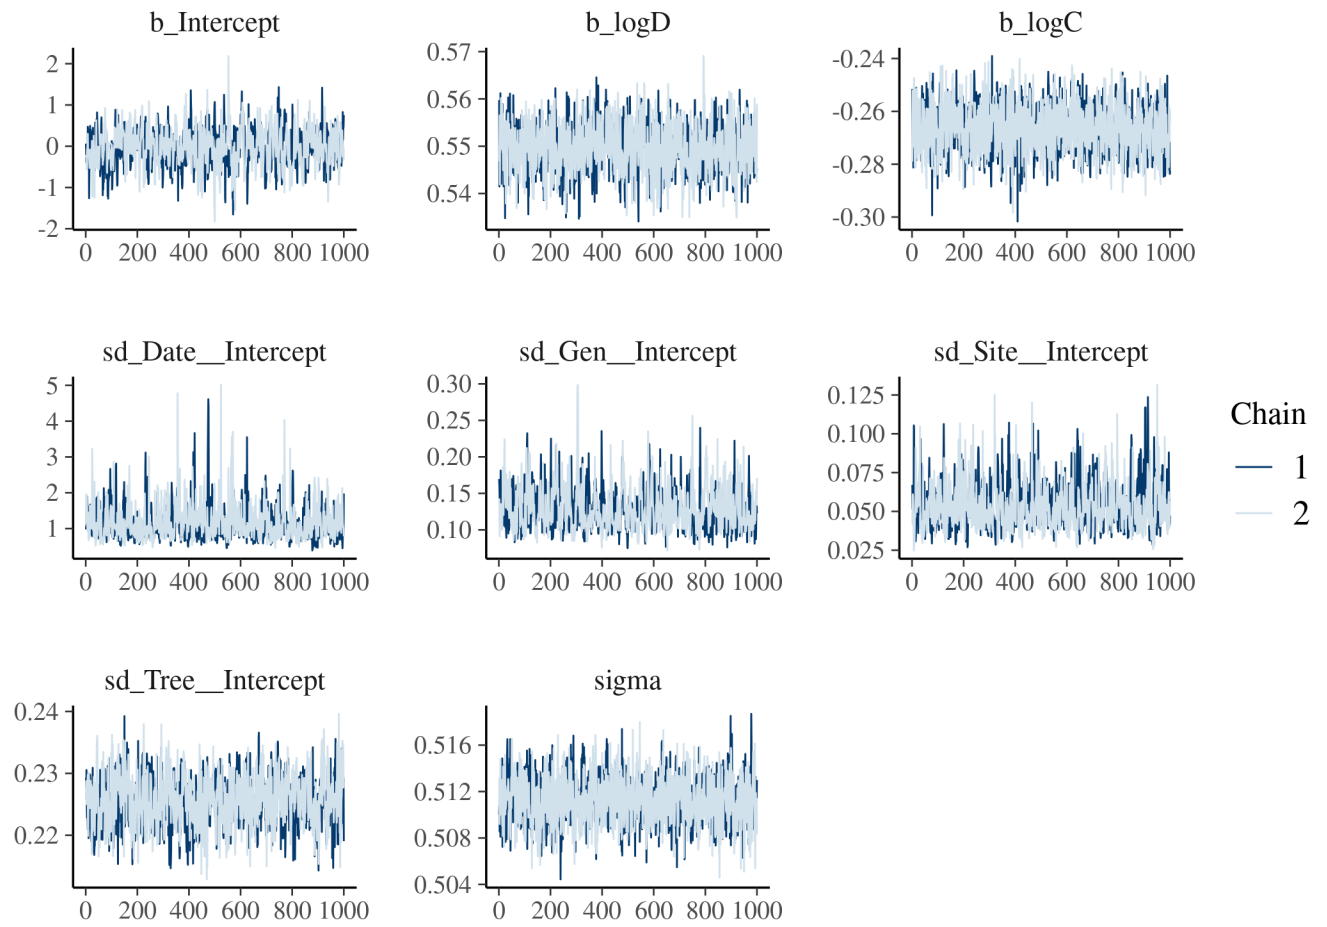 b_Intercept
2
1
0
-1
-2
0 200 400 600 800 1000
b_logD
0.57
0.56
0.55
0.54
0 200 400 600 800 1000
b_logC
-0.24
-0.26
-0.28
-0.30
0 200 400 600 800 1000
sd_Date__Intercept
5
4
3
2
1
0 200 400 600 800 1000
sd_Gen__Intercept
0.30
0.25
0.20
0.15
0.10
0 200 400 600 800 1000
sd_Site__Intercept
0.125
0.100
0.075
0.050
0.025
0 200 400 600 800 1000
Chain
1
2
sd_Tree__Intercept
0.24
0.23
0.22
0 200 400 600 800 1000
sigma
0.516
0.512
0.508
0.504
0 200 400 600 800 1000